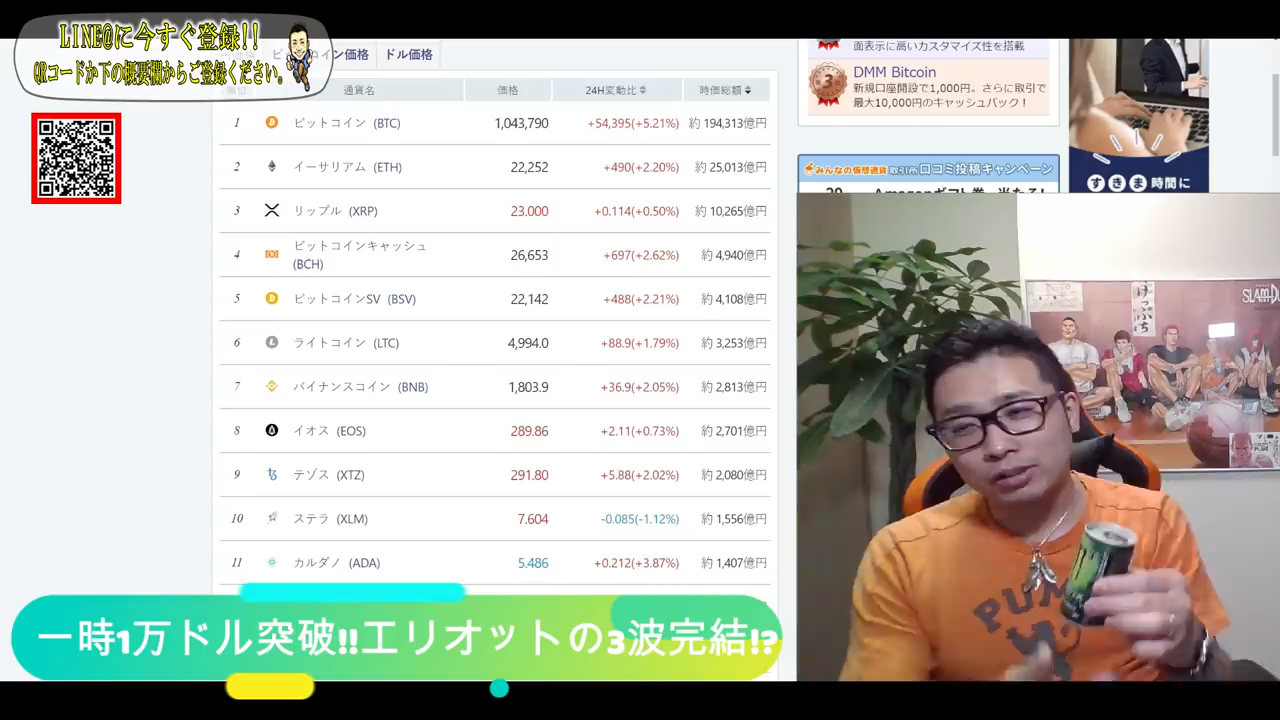 LINE@に今すぐ登録!!
QRコードか下の概要欄からご登録ください。
コイン価格 ドル価格
通貨名 価格 24H変動比 時価総額
1 ビットコイン (BTC) 1,043,790 +54,395(+5.21%) 約 194,313億円
2 イーサリアム (ETH) 22,252 +490(+2.20%) 約 25,013億円
3 リップル (XRP) 23.000 +0.114(+0.50%) 約 10,265億円
4 ビットコインキャッシュ (BCH) 26,653 +697(+2.62%) 約 4,940億円
5 ビットコインSV (BSV) 22,142 +488(+2.21%) 約 4,108億円
6 ライトコイン (LTC) 4,994.0 +88.9(+1.79%) 約 3,253億円
7 バイナンスコイン (BNB) 1,803.9 +36.9(+2.05%) 約 2,813億円
8 イオス (EOS) 289.86 +2.11(+0.73%) 約 2,701億円
9 テゾス (XTZ) 291.80 +5.88(+2.02%) 約 2,080億円
10 ステラ (XLM) 7.604 -0.085(-1.12%) 約 1,556億円
11 カルダノ (ADA) 5.486 +0.212(+3.87%) 約 1,407億円
一時1万ドル突破!!エリオットの3波完結!?
面表示に高いカスタマイズ性を搭載
3
DMM Bitcoin
新規口座開設で1,000円。さらに取引で
最大10,000円のキャッシュバック！
みんなの仮想通貨 取引所 口コミ投稿キャンペーン
すきま時間に
SLAM DU
PUM